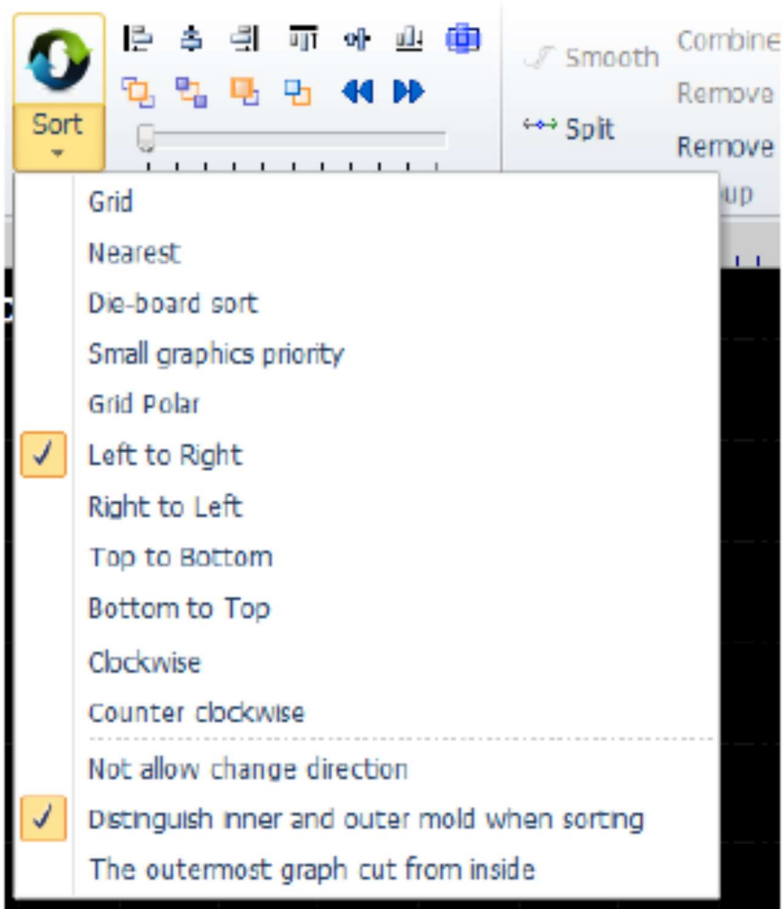 Sort
Smooth
Combine
Remove
Split
Remove
Grid
Nearest
Die-board sort
Small graphics priority
Grid Polar
Left to Right
Right to Left
Top to Bottom
Bottom to Top
Clockwise
Counter clockwise
Not allow change direction
Distinguish inner and outer mold when sorting
The outermost graph cut from inside